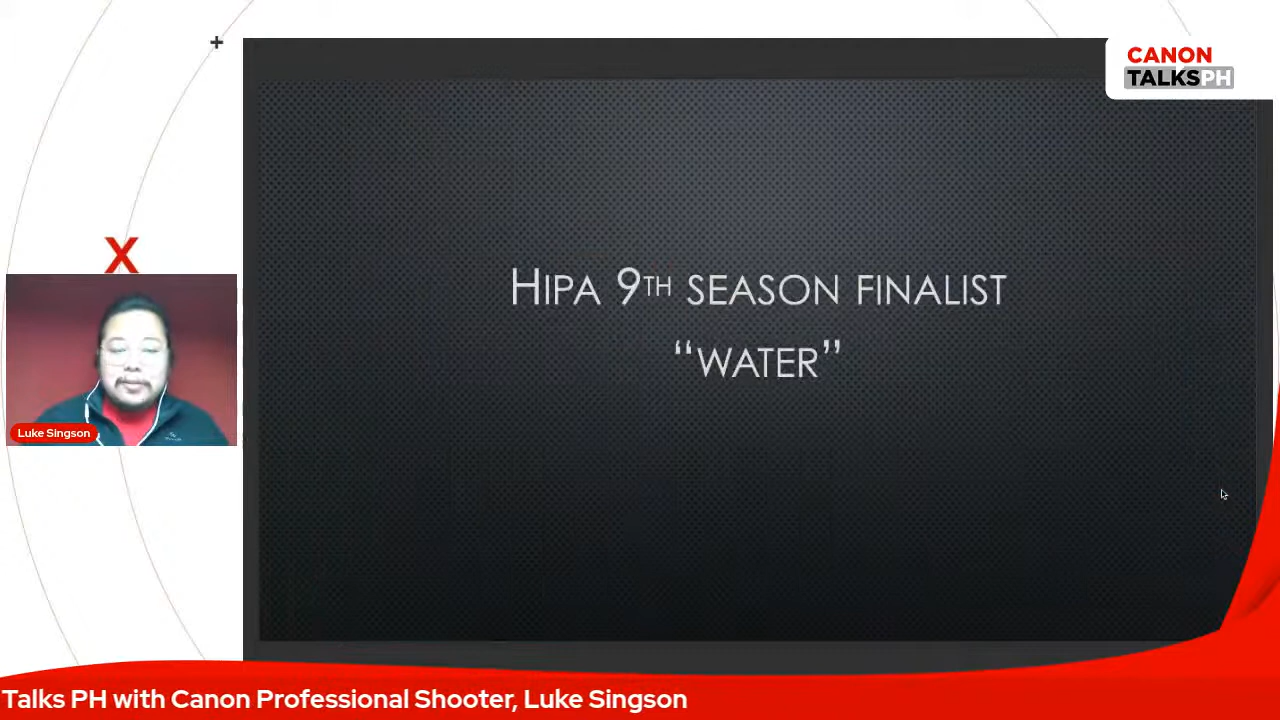 CANON
TALKSPH
HIPA 9TH SEASON FINALIST
“WATER”
X
Luke Singson
Talks PH with Canon Professional Shooter, Luke Singson